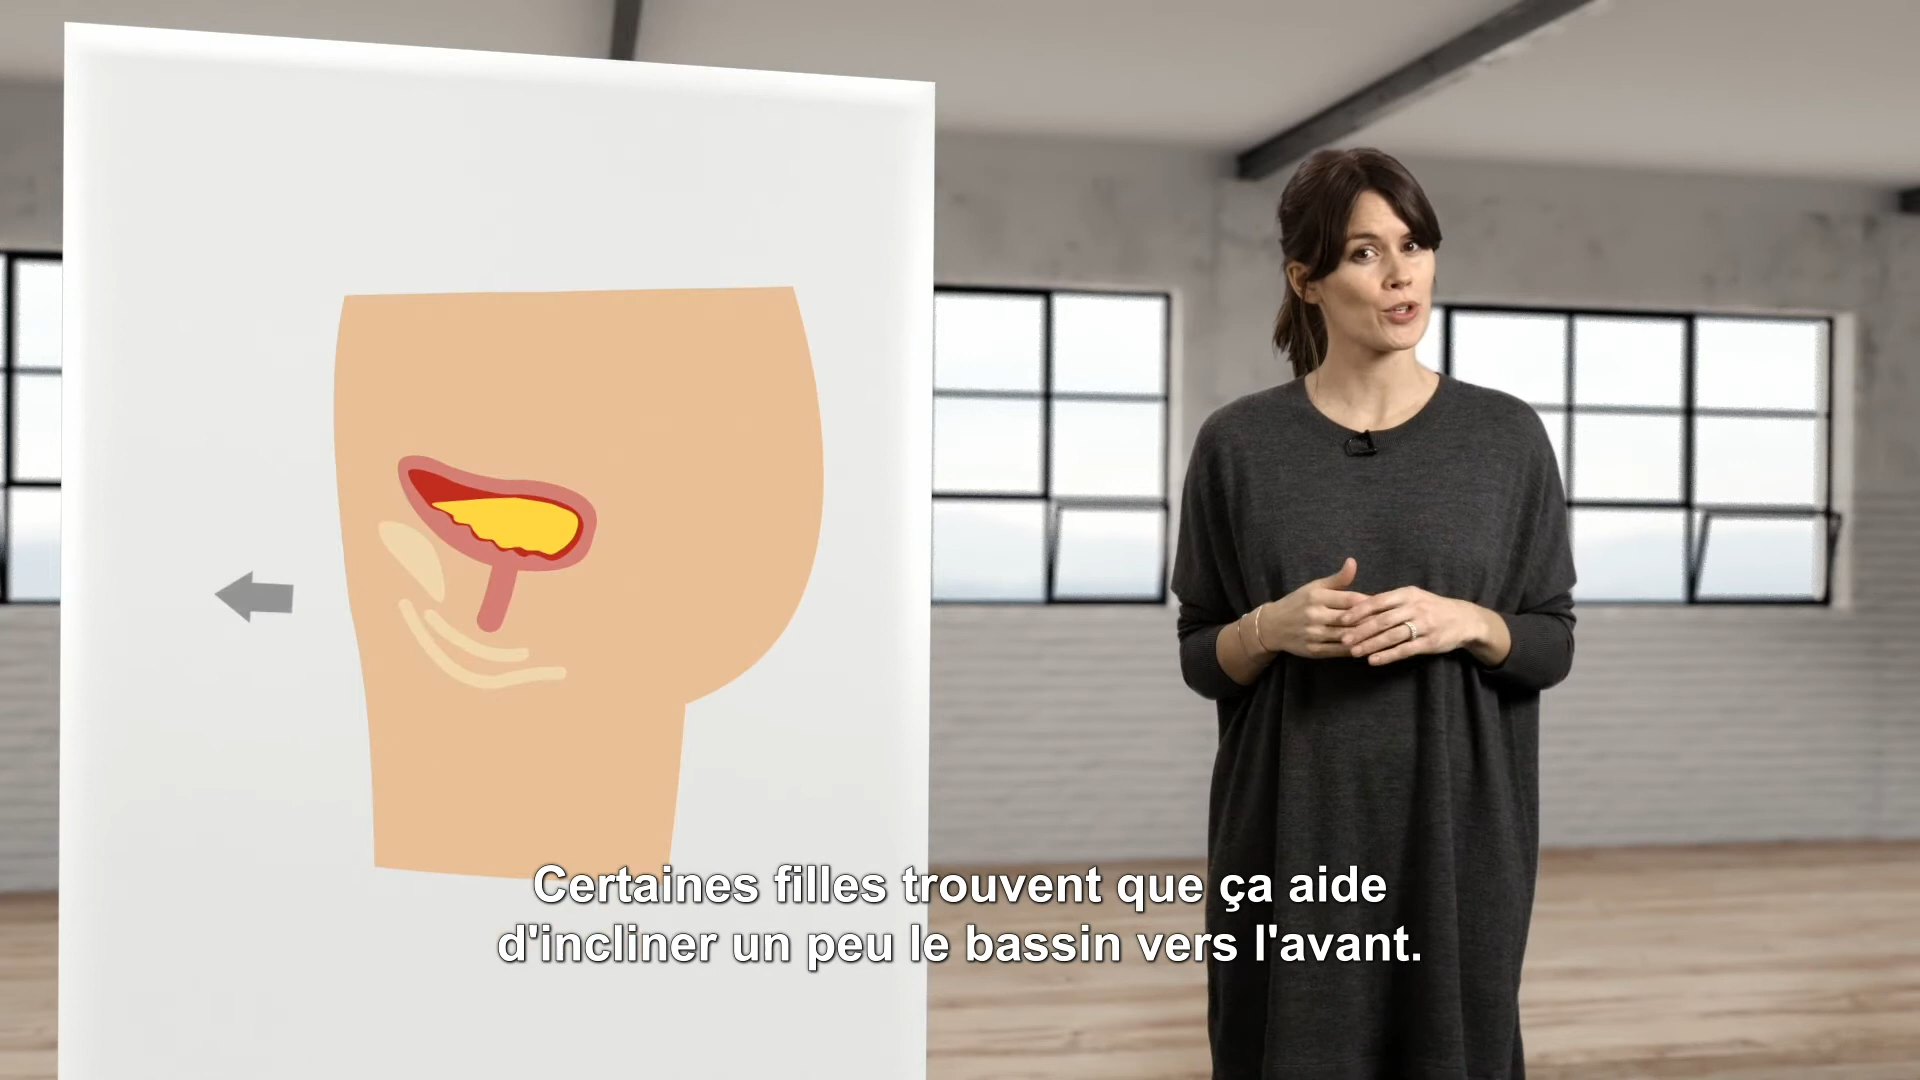 Certaines filles trouvent que ça aide
d'incliner un peu le bassin vers l'avant.